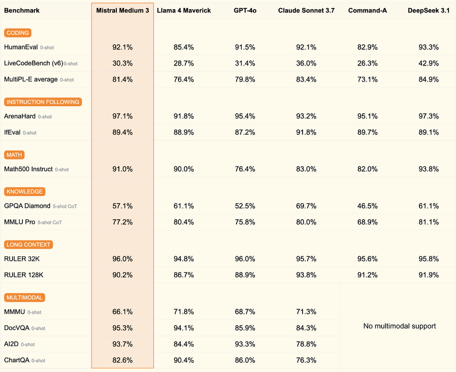 Benchmark Mistral Medium 3 Llama 4 Maverick GPT-4o Claude Sonnet 3.7 Command-A DeepSeek 3.1
CODING
HumanEval 0-shot 92.1% 85.4% 91.5% 92.1% 82.9% 93.3%
LiveCodeBench (v6) 0-shot 30.3% 28.7% 31.4% 36.0% 26.3% 42.9%
MultiPL-E average 0-shot 81.4% 76.4% 79.8% 83.4% 73.1% 84.9%
INSTRUCTION FOLLOWING
ArenaHard 0-shot 97.1% 91.8% 95.4% 93.2% 95.1% 97.3%
IfEval 0-shot 89.4% 88.9% 87.2% 91.8% 89.7% 89.1%
MATH
Math500 Instruct 0-shot 91.0% 90.0% 76.4% 83.0% 82.0% 93.8%
KNOWLEDGE
GPQA Diamond 5-shot CoT 57.1% 61.1% 52.5% 69.7% 46.5% 61.1%
MMLU Pro 5-shot CoT 77.2% 80.4% 75.8% 80.0% 68.9% 81.1%
LONG CONTEXT
RULER 32K 96.0% 94.8% 96.0% 95.7% 95.6% 95.8%
RULER 128K 90.2% 86.7% 88.9% 93.8% 91.2% 91.9%
MULTIMODAL
MMMU 0-shot 66.1% 71.8% 68.7% 71.3%
DocVQA 0-shot 95.3% 94.1% 85.9% 84.3% No multimodal support
AI2D 0-shot 93.7% 84.4% 93.3% 78.8%
ChartQA 0-shot 82.6% 90.4% 86.0% 76.3%